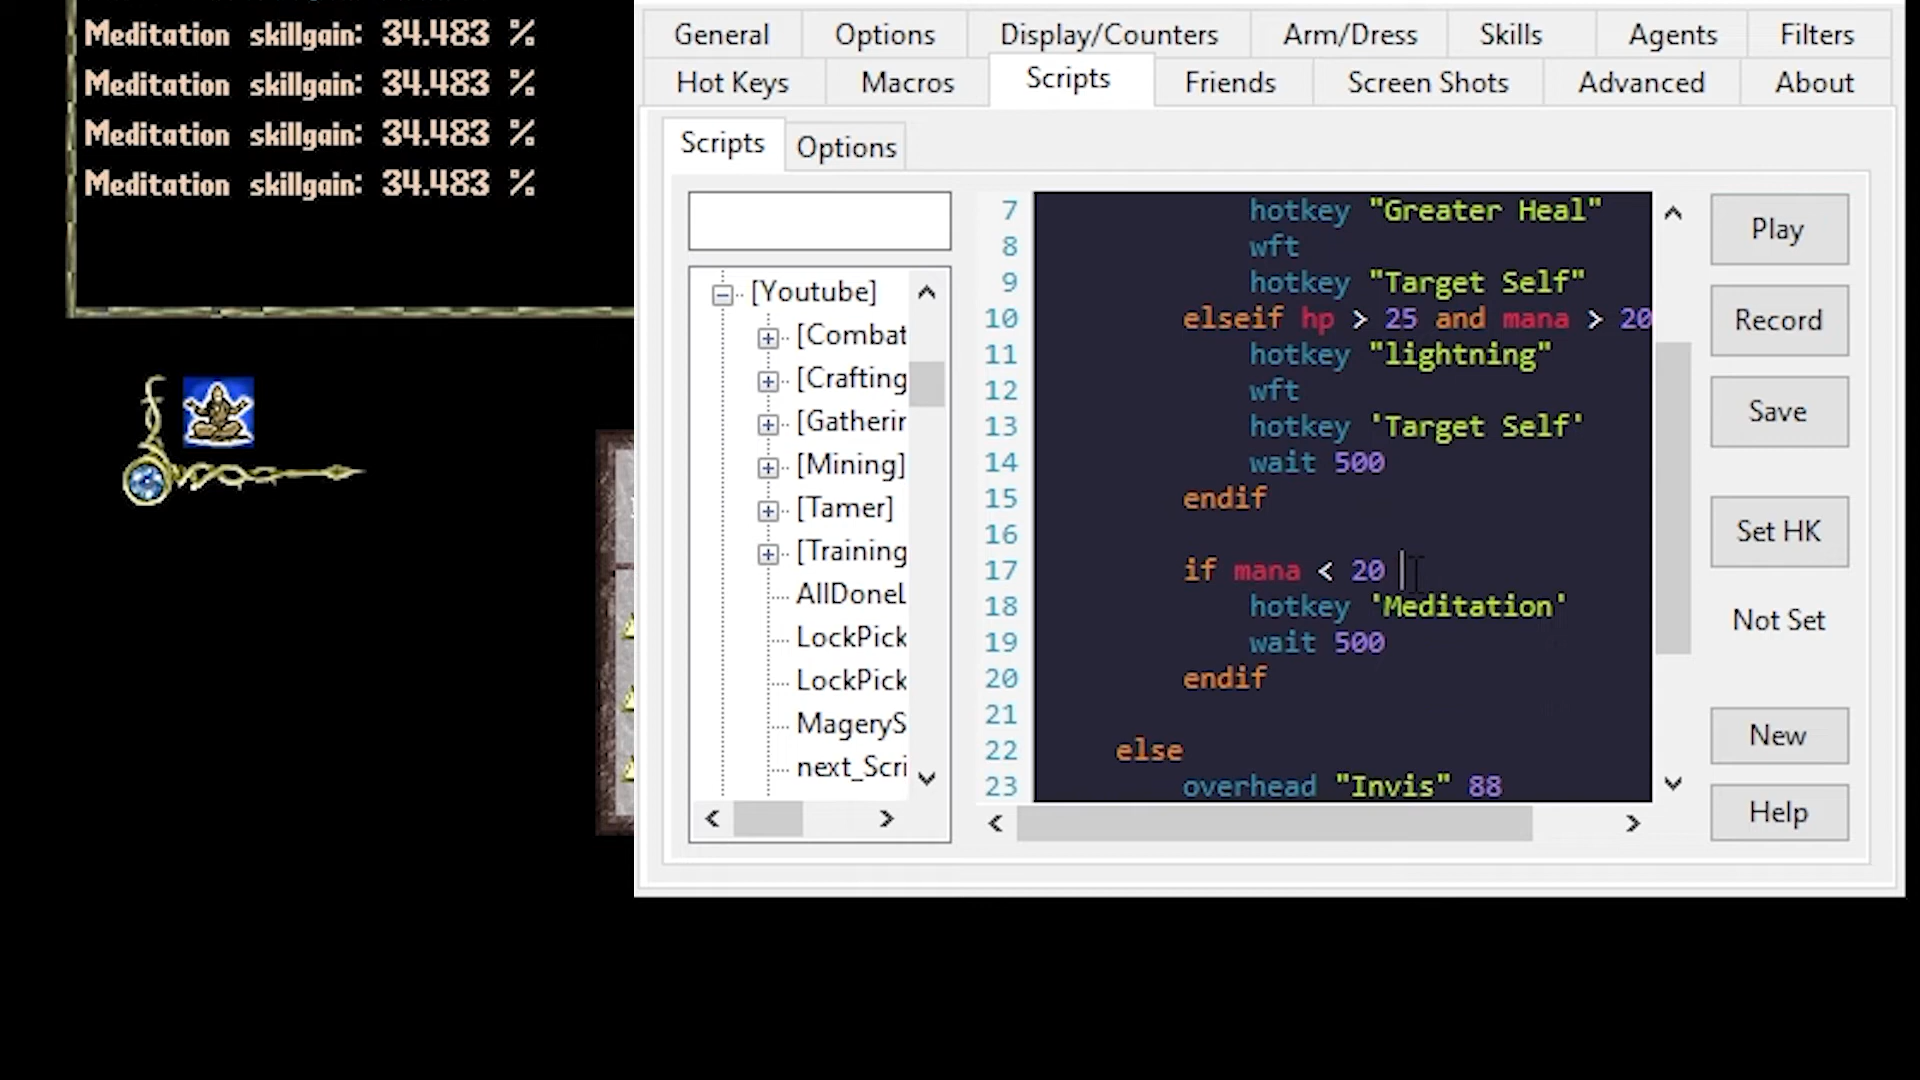 Meditation skillgain: 34.483 %
Meditation skillgain: 34.483 %
Meditation skillgain: 34.483 %
Meditation skillgain: 34.483 %
General Options Display/Counters Arm/Dress Skills Agents Filters
Hot Keys Macros Scripts Friends Screen Shots Advanced About
Scripts Options
[Youtube]
[Combat
[Crafting
[Gatherir
[Mining]
[Tamer]
[Training
AllDoneL
LockPick
LockPick
MageryS
next_Scri
7 hotkey "Greater Heal"
8 wft
9 hotkey "Target Self"
10 elseif hp > 25 and mana > 20
11 hotkey "lightning"
12 wft
13 hotkey 'Target Self'
14 wait 500
15 endif
16
17 if mana < 20
18 hotkey 'Meditation'
19 wait 500
20 endif
21
22 else
23 overhead "Invis" 88
Play
Record
Save
Set HK
Not Set
New
Help